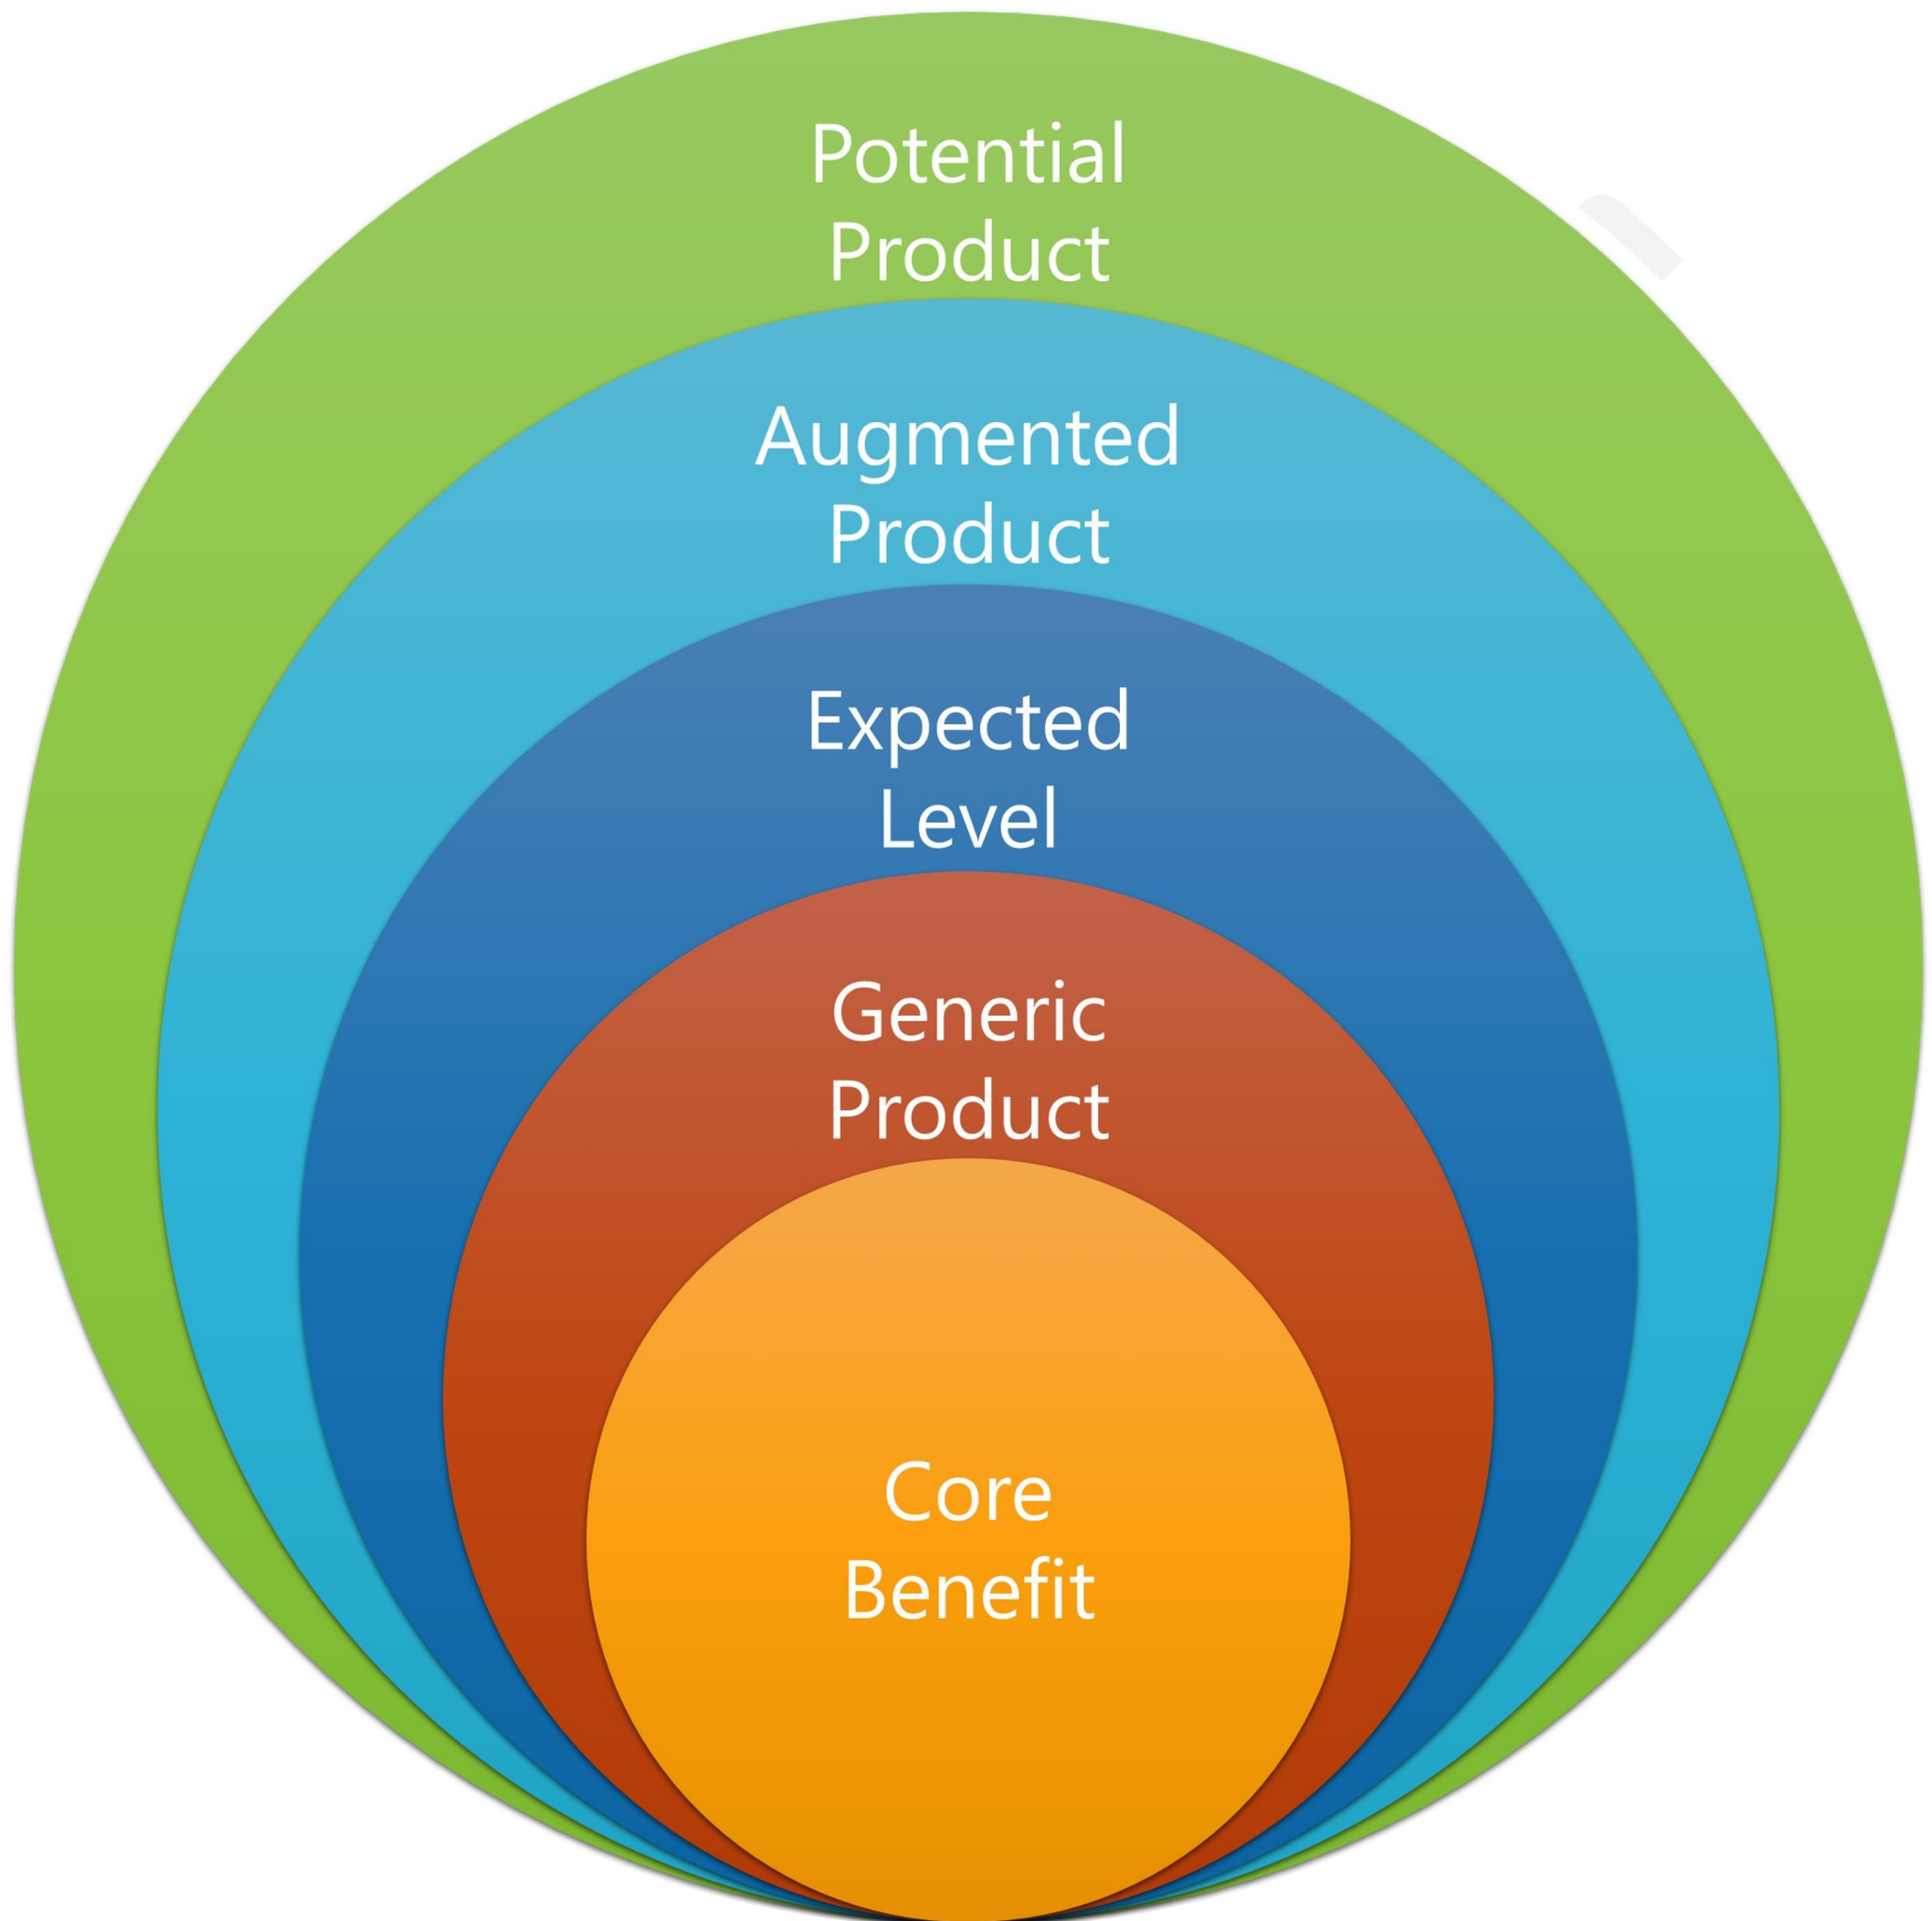 Potential
Product
Augmented
Product
Expected
Level
Generic
Product
Core
Benefit